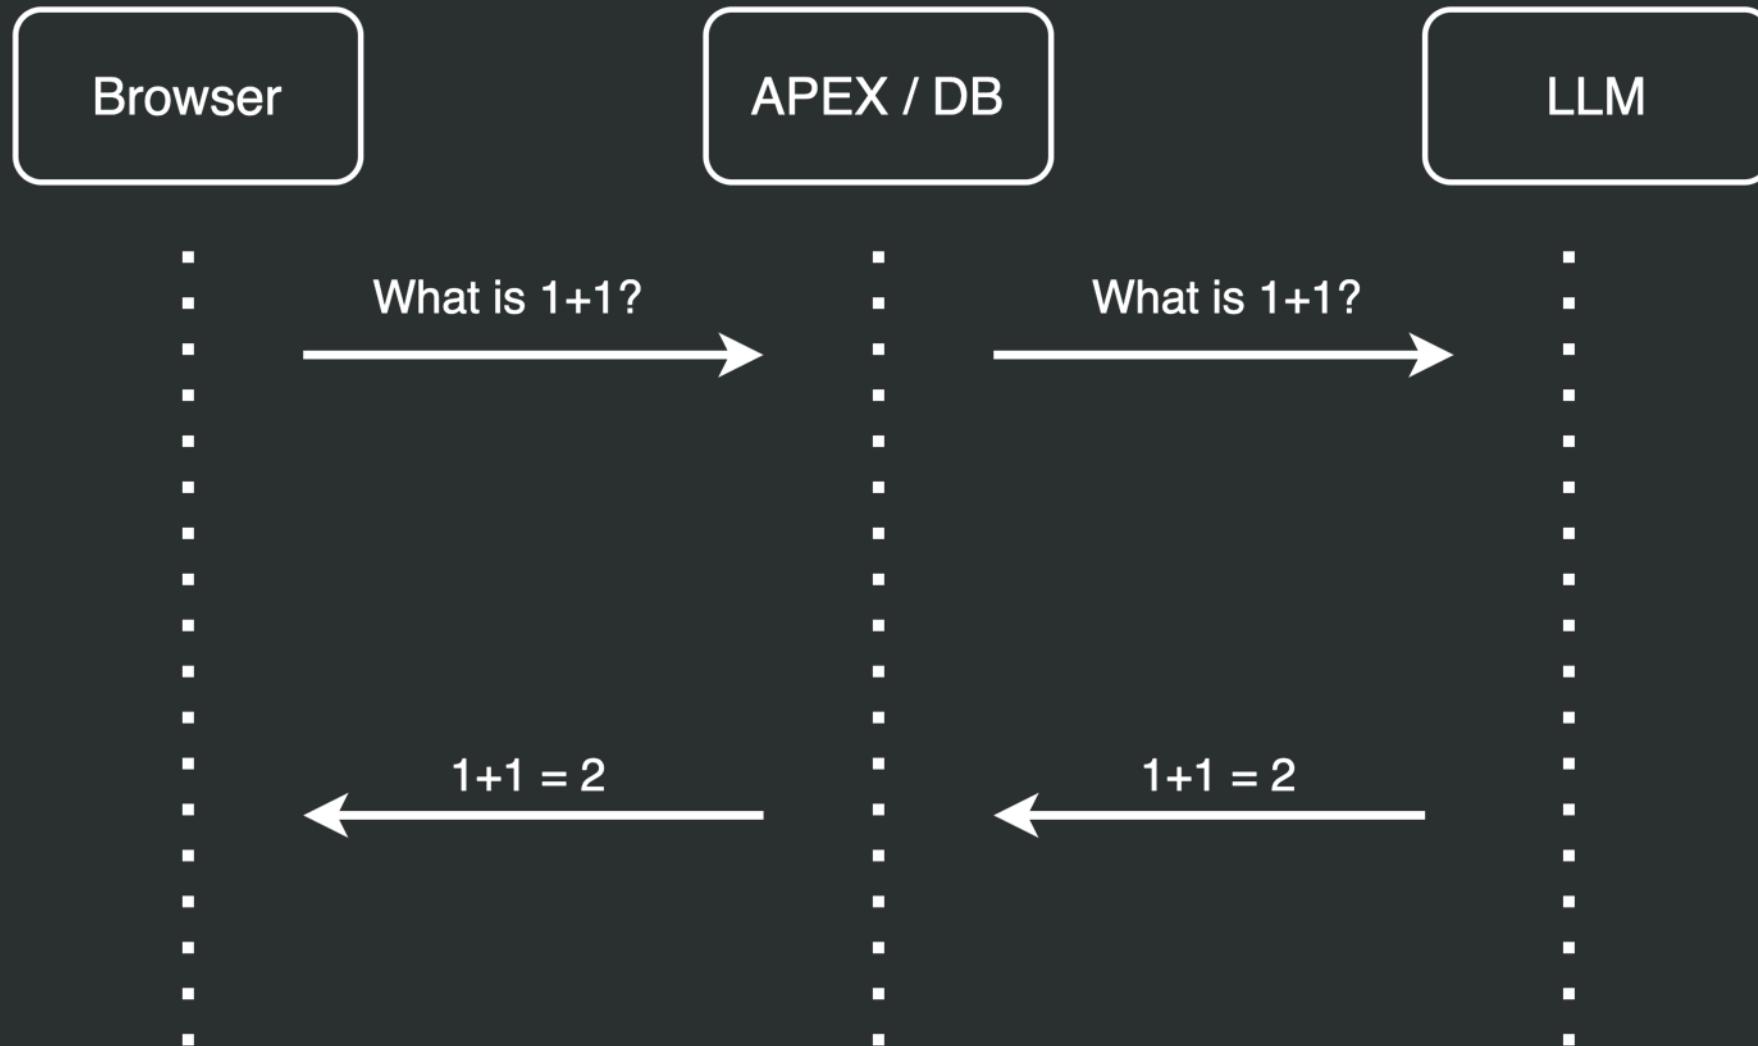 Browser
APEX / DB
LLM
What is 1+1?
What is 1+1?
1+1 = 2
1+1 = 2